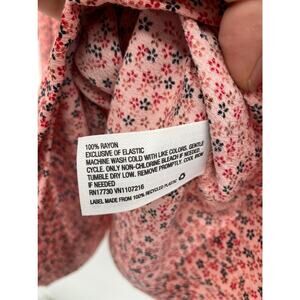 100% RAYON
EXCLUSIVE OF ELASTIC
MACHINE WASH COLD WITH LIKE COLORS. GENTLE
CYCLE. ONLY NON-CHLORINE BLEACH IF NEEDED.
TUMBLE DRY LOW. REMOVE PROMPTLY. COOL IRON
IF NEEDED
RN17730 VN1107216
LABEL MADE FROM 100% RECYCLED PLASTIC